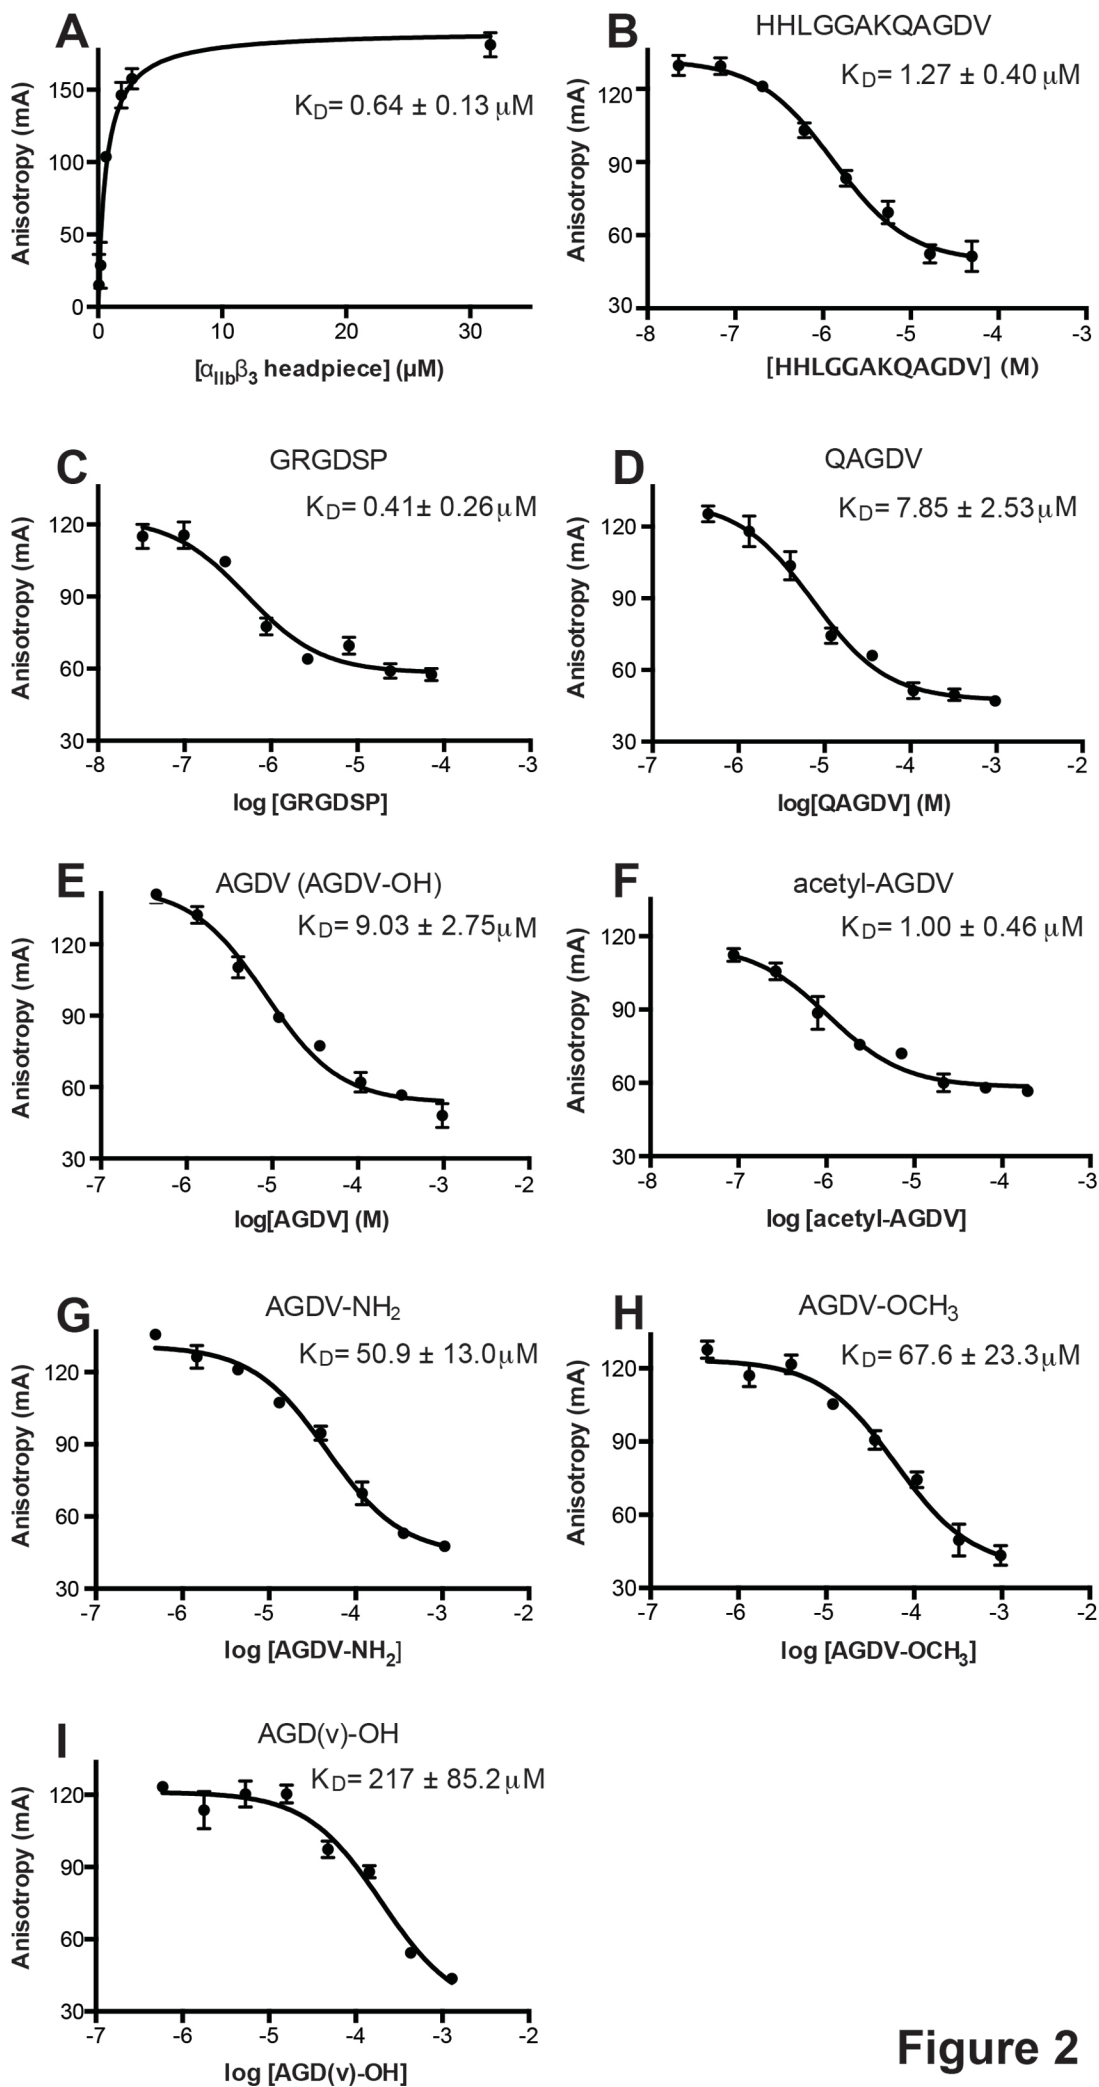 A
Anisotropy (mA)
150
100
50
0
K_D= 0.64 ± 0.13 µM
0 10 20 30
[α_IIbβ_3 headpiece] (µM)
B
HHLGGAKQAGDV
K_D= 1.27 ± 0.40 µM
Anisotropy (mA)
120
90
60
30
-8 -7 -6 -5 -4 -3
[HHLGGAKQAGDV] (M)
C
GRGDSP
K_D= 0.41± 0.26µM
Anisotropy (mA)
120
90
60
30
-8 -7 -6 -5 -4 -3
log [GRGDSP]
D
QAGDV
K_D= 7.85 ± 2.53µM
Anisotropy (mA)
120
90
60
30
-7 -6 -5 -4 -3 -2
log[QAGDV] (M)
E
AGDV (AGDV-OH)
K_D= 9.03 ± 2.75µM
Anisotropy (mA)
120
90
60
30
-7 -6 -5 -4 -3 -2
log[AGDV] (M)
F
acetyl-AGDV
K_D= 1.00 ± 0.46 µM
Anisotropy (mA)
120
90
60
30
-8 -7 -6 -5 -4 -3
log [acetyl-AGDV]
G
AGDV-NH_2
K_D= 50.9 ± 13.0µM
Anisotropy (mA)
120
90
60
30
-7 -6 -5 -4 -3 -2
log [AGDV-NH_2]
H
AGDV-OCH_3
K_D= 67.6 ± 23.3µM
Anisotropy (mA)
120
90
60
30
-7 -6 -5 -4 -3 -2
log [AGDV-OCH_3]
I
AGD(v)-OH
K_D= 217 ± 85.2µM
Anisotropy (mA)
120
90
60
30
-7 -6 -5 -4 -3 -2
log [AGD(v)-OH]
Figure 2